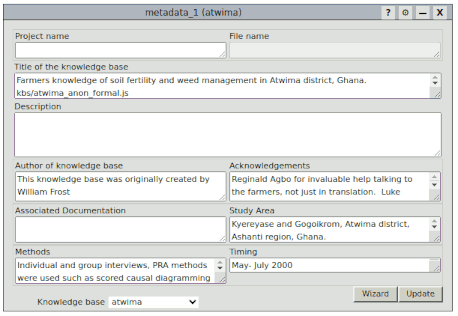 metadata_1 (atwima)
? ⚙ — X
Project name
File name
Title of the knowledge base
Farmers knowledge of soil fertility and weed management in Atwima district, Ghana.
kbs/atwima_anon_formal.js
Description
Author of knowledge base
This knowledge base was originally created by
William Frost
Acknowledgements
Reginald Agbo for invaluable help talking to
the farmers, not just in translation. Luke
Associated Documentation
Study Area
Kyereyase and Gogoikrom, Atwima district,
Ashanti region, Ghana.
Methods
Individual and group interviews, PRA methods
were used such as scored causal diagramming
Timing
May- July 2000
Wizard
Update
Knowledge base atwima